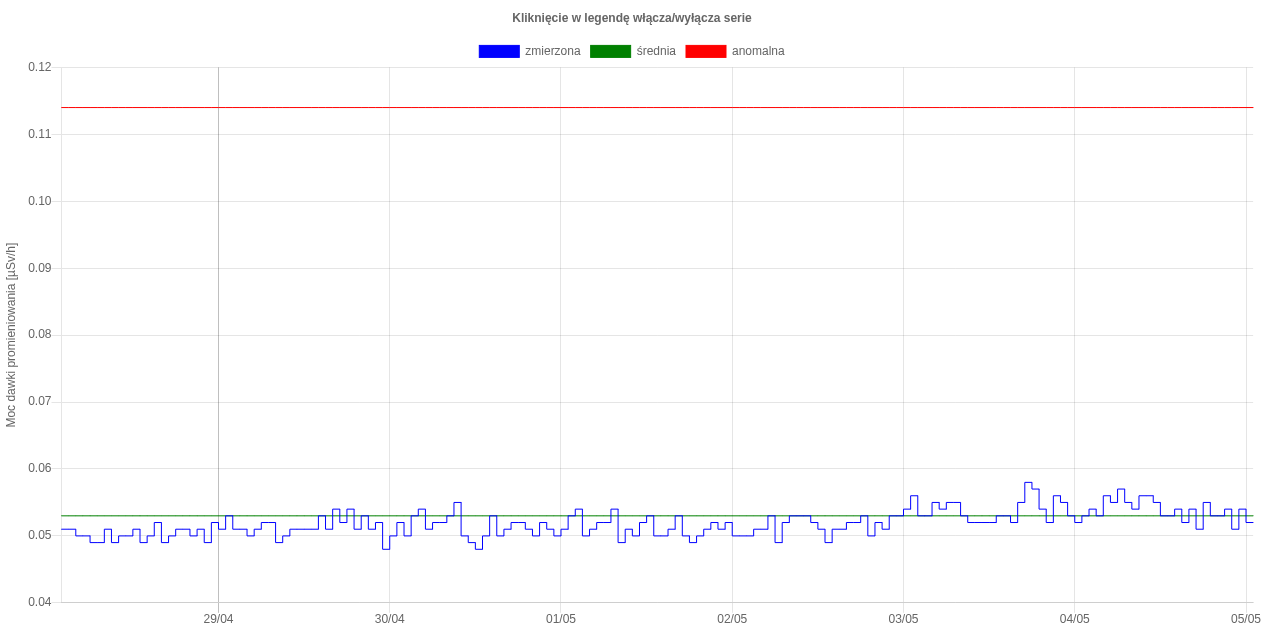 Kliknięcie w legendę włącza/wyłącza serie
zmierzona średnia anomalna
Moc dawki promieniowania [µSv/h]
0.12
0.11
0.10
0.09
0.08
0.07
0.06
0.05
0.04
29/04 30/04 01/05 02/05 03/05 04/05 05/05